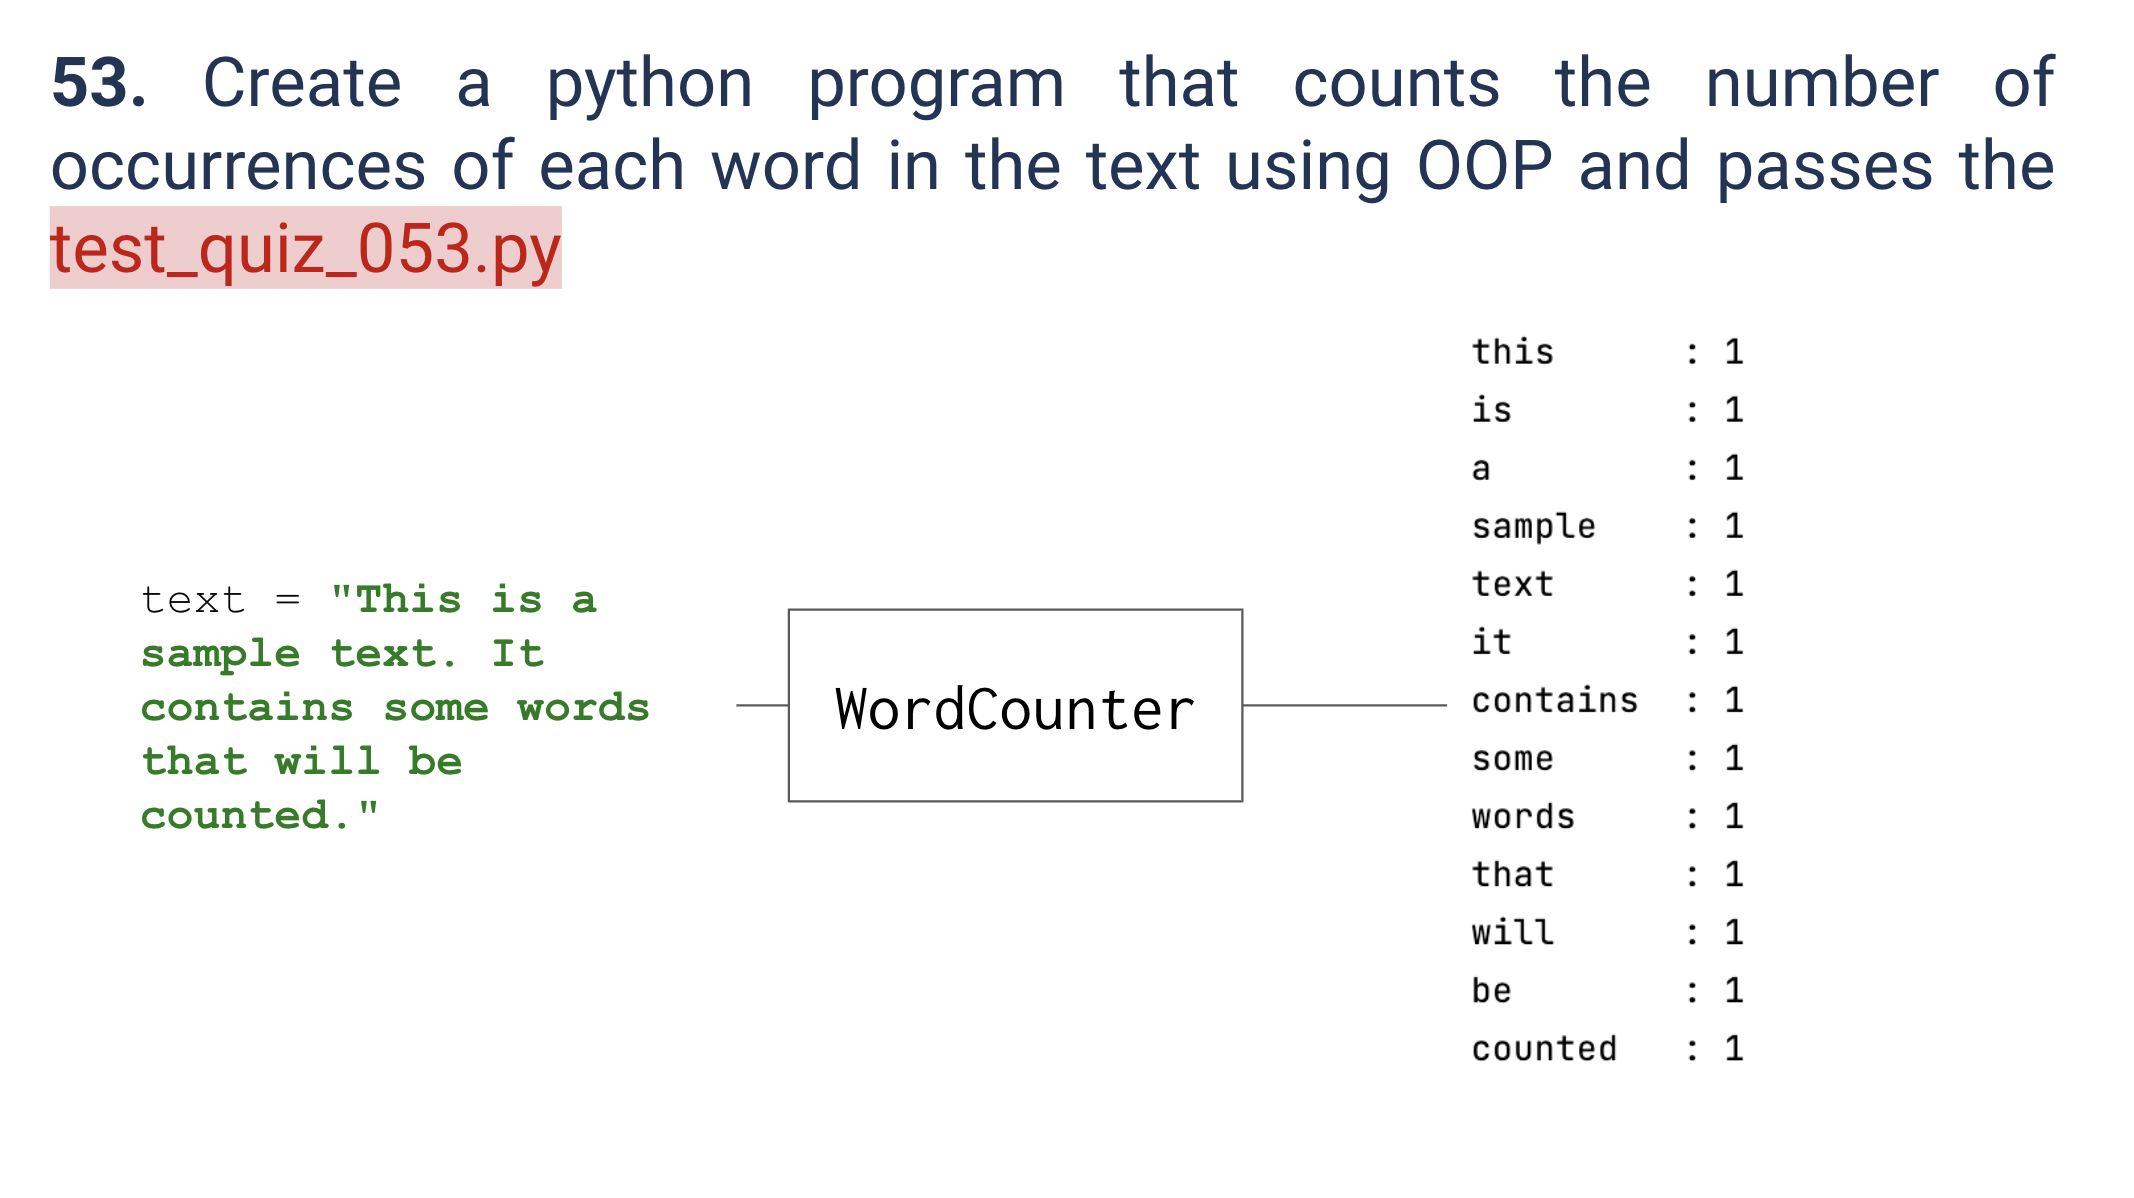 53. Create a python program that counts the number of
occurrences of each word in the text using OOP and passes the
test_quiz_053.py
text = "This is a
sample text. It
contains some words
that will be
counted."
WordCounter
this : 1
is : 1
a : 1
sample : 1
text : 1
it : 1
contains : 1
some : 1
words : 1
that : 1
will : 1
be : 1
counted : 1